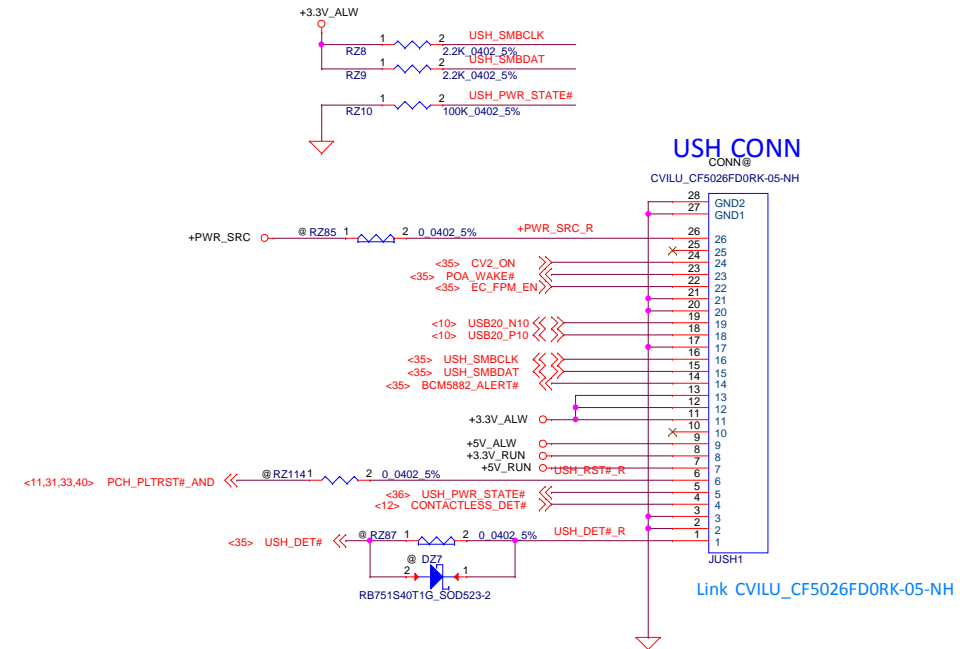 +3.3V_ALW
1 2 USH_SMBCLK
RZ8 2.2K_0402_5%
1 2 USH_SMBDAT
RZ9 2.2K_0402_5%
1 2 USH_PWR_STATE#
RZ10 100K_0402_5%
USH CONN
CONN@
CVILU_CF5026FD0RK-05-NH
28 GND2
27 GND1
+PWR_SRC @ RZ85 1 2 0_0402_5% +PWR_SRC_R 26 26
25 25
<35> CV2_ON 24 24
<35> POA_WAKE# 23 23
<35> EC_FPM_EN 22 22
21 21
20 20
<10> USB20_N10 19 19
<10> USB20_P10 18 18
17 17
<35> USH_SMBCLK 16 16
<35> USH_SMBDAT 15 15
<35> BCM5882_ALERT# 14 14
13 13
12 12
+3.3V_ALW 11 11
10 10
+5V_ALW 9 9
+3.3V_RUN 8 8
+5V_RUN 7 7
<11,31,33,40> PCH_PLTRST#_AND @ RZ114 1 2 0_0402_5% USH_RST#_R 6 6
<36> USH_PWR_STATE# 5 5
<12> CONTACTLESS_DET# 4 4
3 3
2 2
<35> USH_DET# @ RZ87 1 2 0_0402_5% USH_DET#_R 1 1
JUSH1
@ DZ7
2 1
RB751S40T1G_SOD523-2
Link CVILU_CF5026FD0RK-05-NH